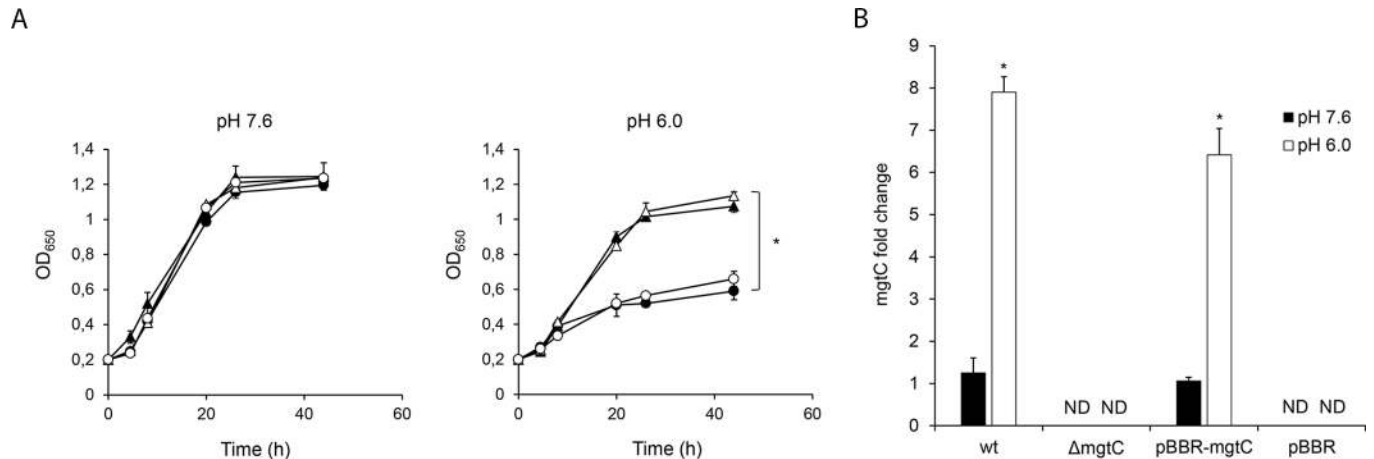 A
pH 7.6
1,4
1,2
1
0,8
0,6
0,4
0,2
0
OD650
0 20 40 60
Time (h)
pH 6.0
1,4
1,2
1
0,8
0,6
0,4
0,2
0
OD650
*
0 20 40 60
Time (h)
B
9
8
7
6
5
4
3
2
1
0
mgtC fold change
*
*
pH 7.6
pH 6.0
ND ND
ND ND
wt ΔmgtC pBBR-mgtC pBBR